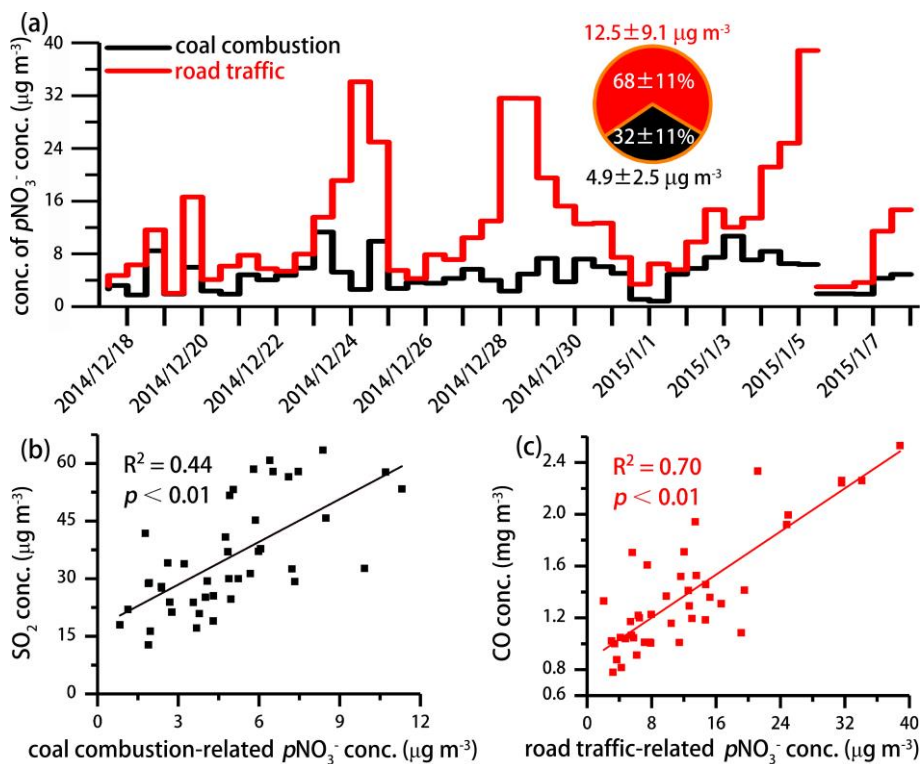 (a)
coal combustion
road traffic
12.5±9.1 μg m⁻³
68±11%
32±11%
4.9±2.5 μg m⁻³
conc. of pNO₃⁻ conc. (μg m⁻³)
40
32
24
16
8
0
2014/12/18
2014/12/20
2014/12/22
2014/12/24
2014/12/26
2014/12/28
2014/12/30
2015/1/1
2015/1/3
2015/1/5
2015/1/7
(b)
R² = 0.44
p < 0.01
SO₂ conc. (μg m⁻³)
60
45
30
15
0
0 3 6 9 12
coal combustion-related pNO₃⁻ conc. (μg m⁻³)
(c)
R² = 0.70
p < 0.01
CO conc. (mg m⁻³)
2.4
1.8
1.2
0.6
0 8 16 24 32 40
road traffic-related pNO₃⁻ conc. (μg m⁻³)